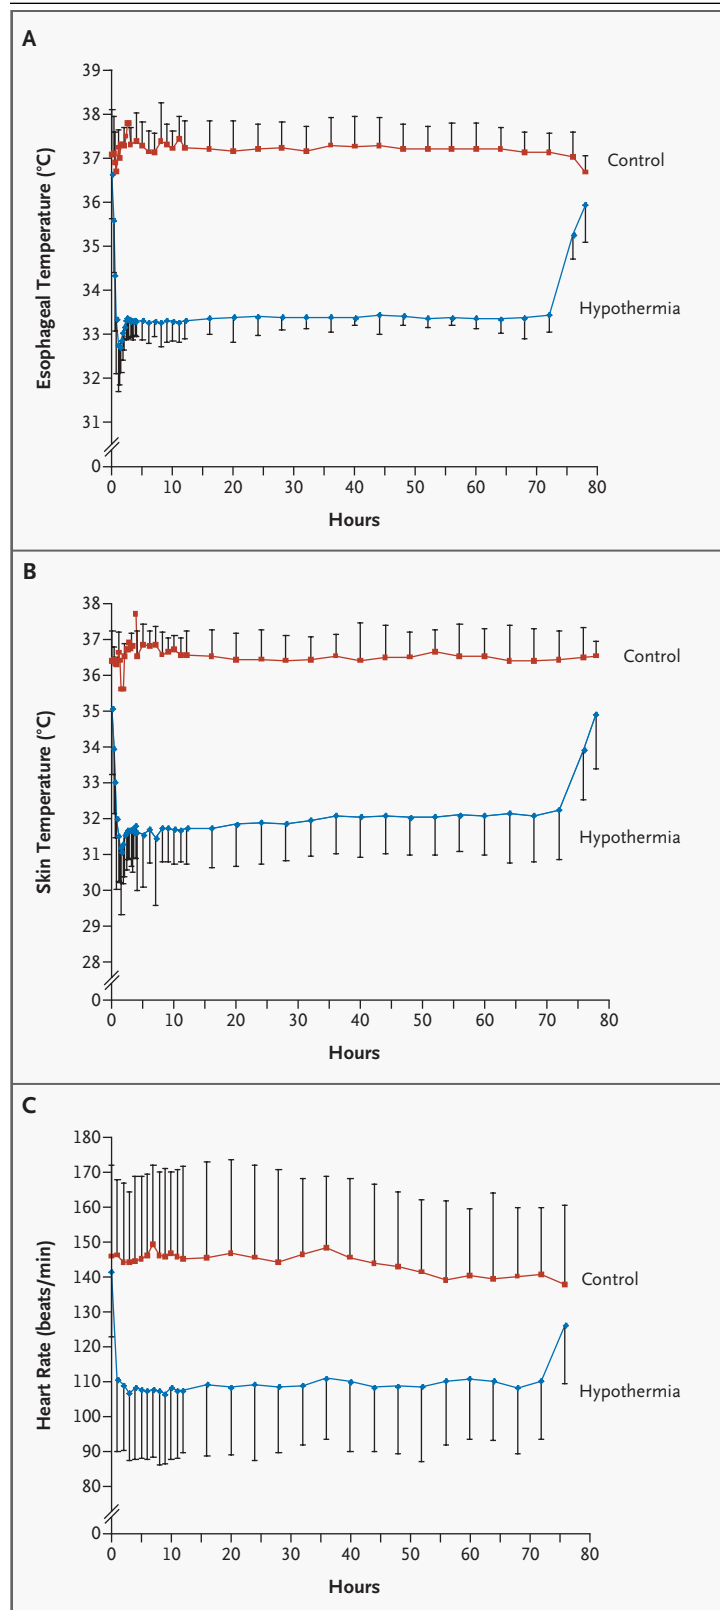 A
39
38
37
36
35
34
33
32
31
0
Esophageal Temperature (°C)
Control
Hypothermia
0 10 20 30 40 50 60 70 80
Hours
B
38
37
36
35
34
33
32
31
30
29
28
0
Skin Temperature (°C)
Control
Hypothermia
0 10 20 30 40 50 60 70 80
Hours
C
180
170
160
150
140
130
120
110
100
90
80
0
Heart Rate (beats/min)
Control
Hypothermia
0 10 20 30 40 50 60 70 80
Hours